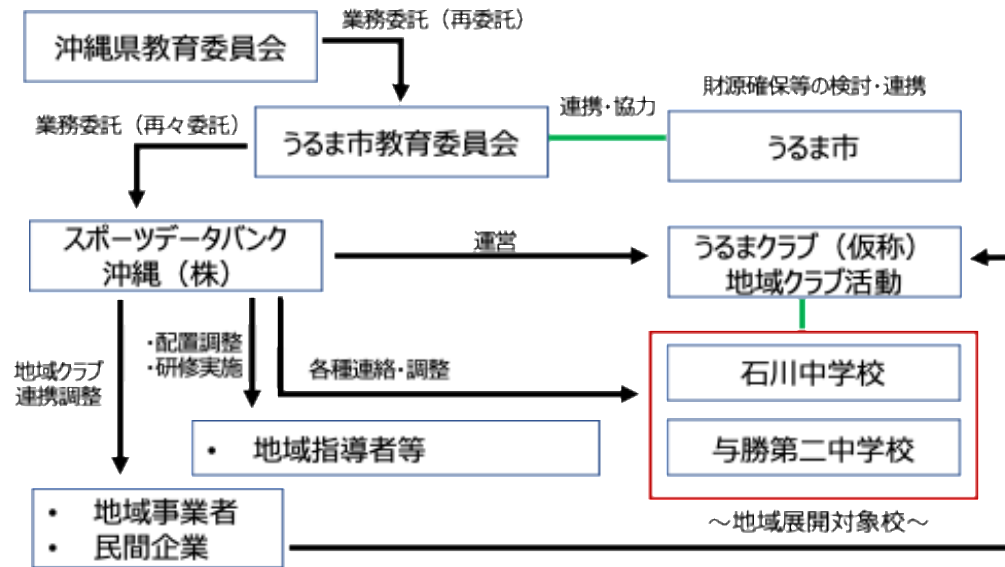 業務委託（再委託）
沖縄県教育委員会
財源確保等の検討・連携
連携・協力
業務委託（再々委託）
うるま市教育委員会
うるま市
スポーツデータバンク
沖縄（株）
運営
うるまクラブ（仮称）
地域クラブ活動
・配置調整
・研修実施
地域クラブ
連携調整
各種連絡・調整
石川中学校
与勝第二中学校
• 地域指導者等
• 地域事業者
• 民間企業
～地域展開対象校～